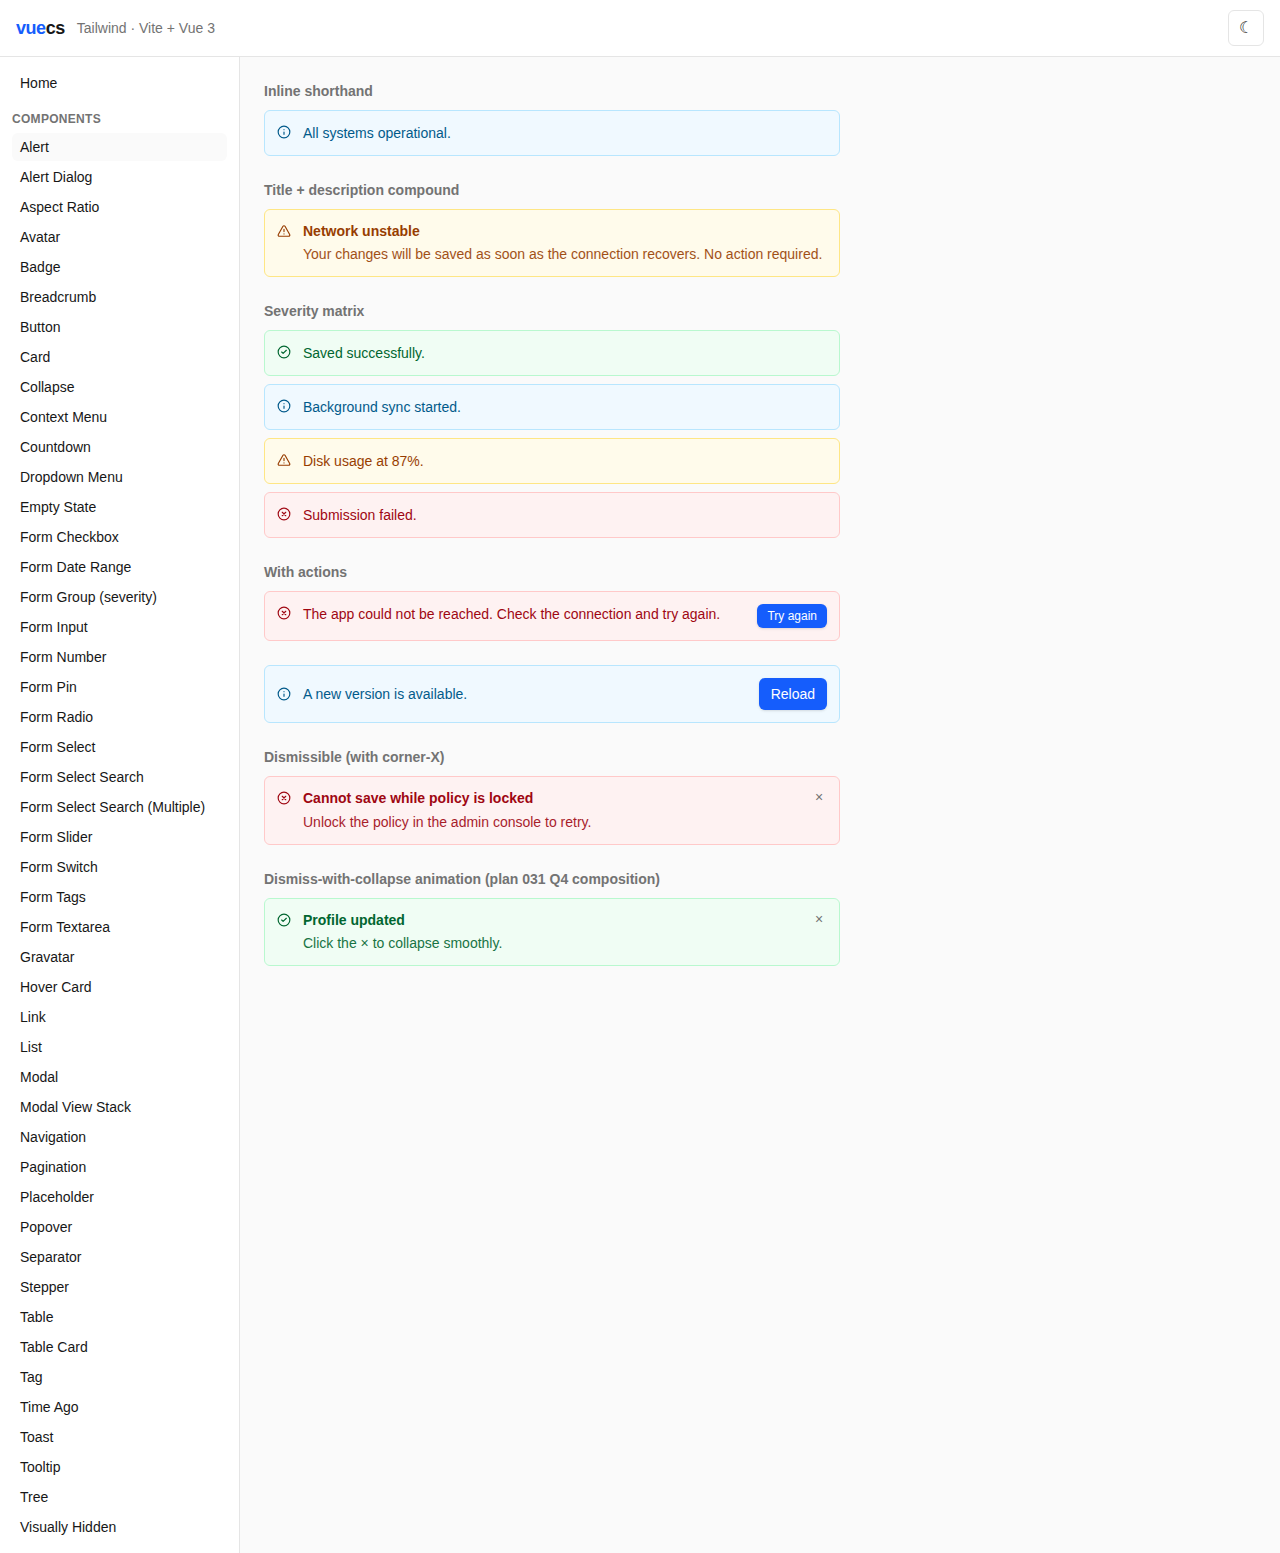 vuecs Tailwind · Vite + Vue 3
Home
COMPONENTS
Alert
Alert Dialog
Aspect Ratio
Avatar
Badge
Breadcrumb
Button
Card
Collapse
Context Menu
Countdown
Dropdown Menu
Empty State
Form Checkbox
Form Date Range
Form Group (severity)
Form Input
Form Number
Form Pin
Form Radio
Form Select
Form Select Search
Form Select Search (Multiple)
Form Slider
Form Switch
Form Tags
Form Textarea
Gravatar
Hover Card
Link
List
Modal
Modal View Stack
Navigation
Pagination
Placeholder
Popover
Separator
Stepper
Table
Table Card
Tag
Time Ago
Toast
Tooltip
Tree
Visually Hidden
Inline shorthand
All systems operational.
Title + description compound
Network unstable
Your changes will be saved as soon as the connection recovers. No action required.
Severity matrix
Saved successfully.
Background sync started.
Disk usage at 87%.
Submission failed.
With actions
The app could not be reached. Check the connection and try again. Try again
A new version is available. Reload
Dismissible (with corner-X)
Cannot save while policy is locked ×
Unlock the policy in the admin console to retry.
Dismiss-with-collapse animation (plan 031 Q4 composition)
Profile updated ×
Click the × to collapse smoothly.